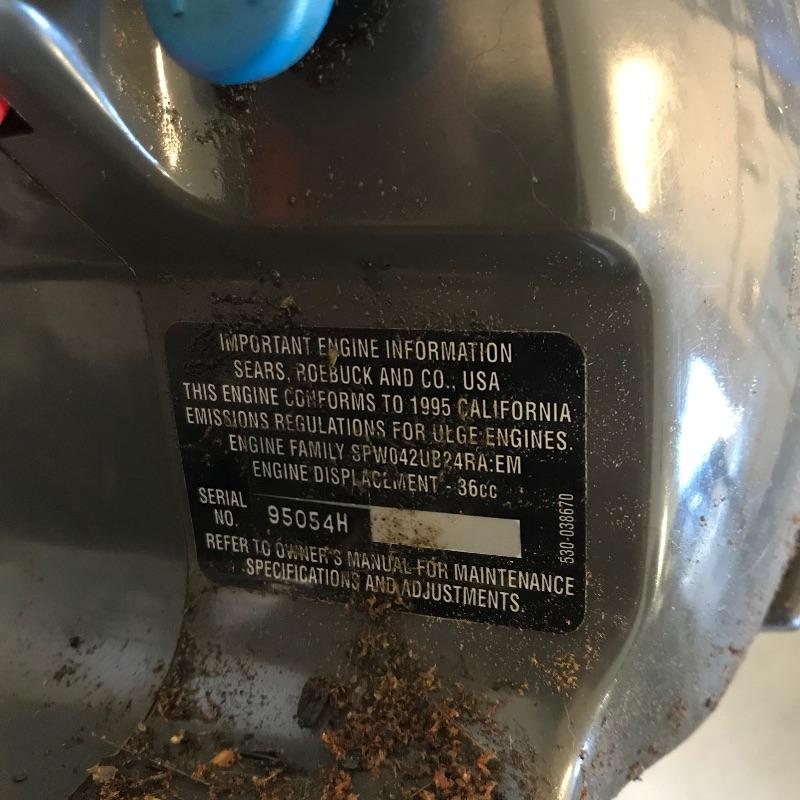 IMPORTANT ENGINE INFORMATION
SEARS, ROEBUCK AND CO., USA
THIS ENGINE CONFORMS TO 1995 CALIFORNIA
EMISSIONS REGULATIONS FOR ULGE ENGINES.
ENGINE FAMILY SPW042UB24RA:EM
ENGINE DISPLACEMENT - 36cc
SERIAL
NO. 95054H
530-038670
REFER TO OWNER'S MANUAL FOR MAINTENANCE
SPECIFICATIONS AND ADJUSTMENTS.